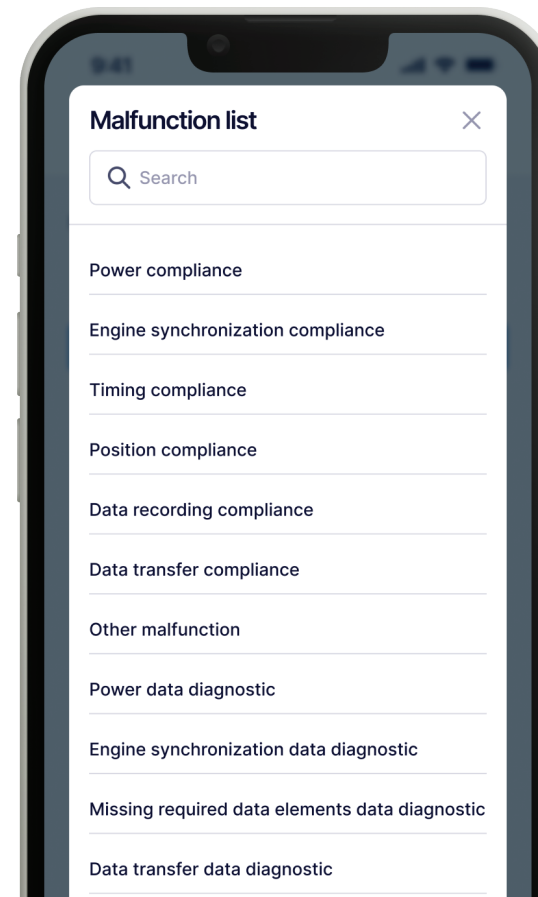 9:41
Malfunction list
Search
Power compliance
Engine synchronization compliance
Timing compliance
Position compliance
Data recording compliance
Data transfer compliance
Other malfunction
Power data diagnostic
Engine synchronization data diagnostic
Missing required data elements data diagnostic
Data transfer data diagnostic